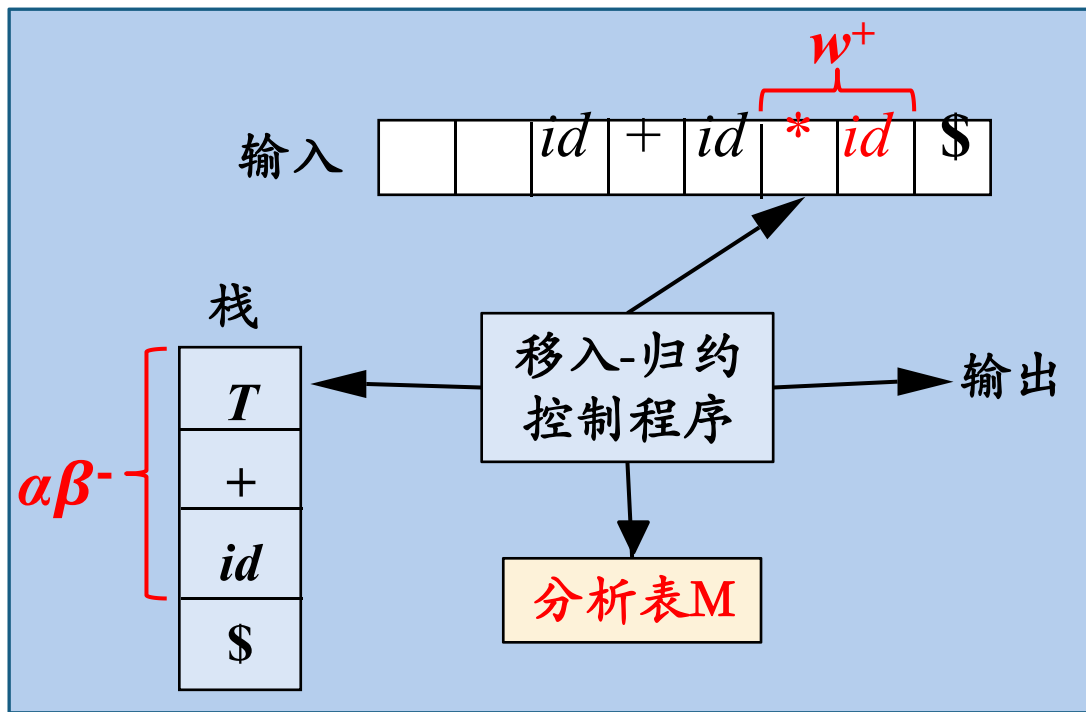 w⁺
输入 id + id * id $
栈
移入-归约
控制程序
输出
T
+
αβ⁻
id
$
分析表M